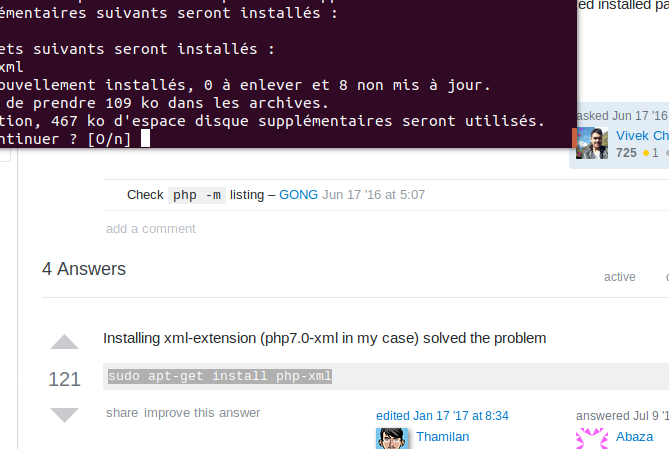 émentaires suivants seront installés :
ed installed pa
ets suivants seront installés :
xml
ouvellement installés, 0 à enlever et 8 non mis à jour.
de prendre 109 ko dans les archives.
tion, 467 ko d'espace disque supplémentaires seront utilisés.
ntinuer ? [O/n]
asked Jun 17 '16
Vivek Ch
725 1
Check php -m listing – GONG Jun 17 '16 at 5:07
add a comment
4 Answers
active
Installing xml-extension (php7.0-xml in my case) solved the problem
121
sudo apt-get install php-xml
share improve this answer
edited Jan 17 '17 at 8:34
answered Jul 9 '1
Thamilan
Abaza